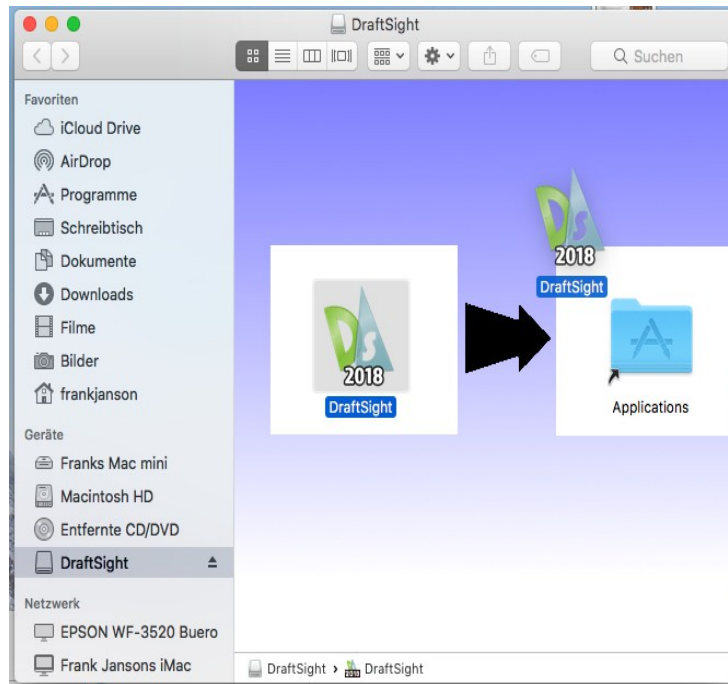 DraftSight
Suchen
Favoriten
iCloud Drive
AirDrop
Programme
Schreibtisch
Dokumente
Downloads
Filme
Bilder
frankjanson
Geräte
Franks Mac mini
Macintosh HD
Entfernte CD/DVD
DraftSight
Netzwerk
EPSON WF-3520 Buero
Frank Jansons iMac
DS
2018
DraftSight
DS
2018
DraftSight
Applications
DraftSight › DraftSight